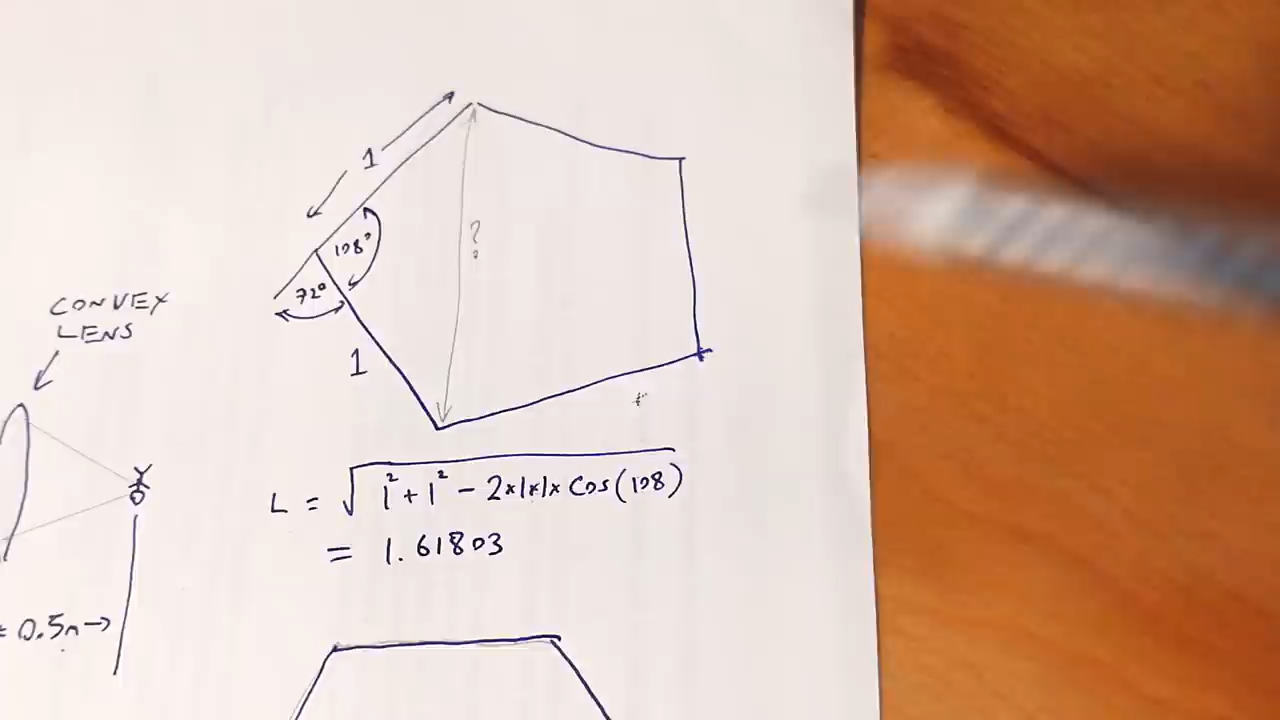 1
108°
?
72°
1
CONVEX
LENS
L = √1² + 1² - 2×1×1× Cos(108)
= 1.61803
= 0.5m →